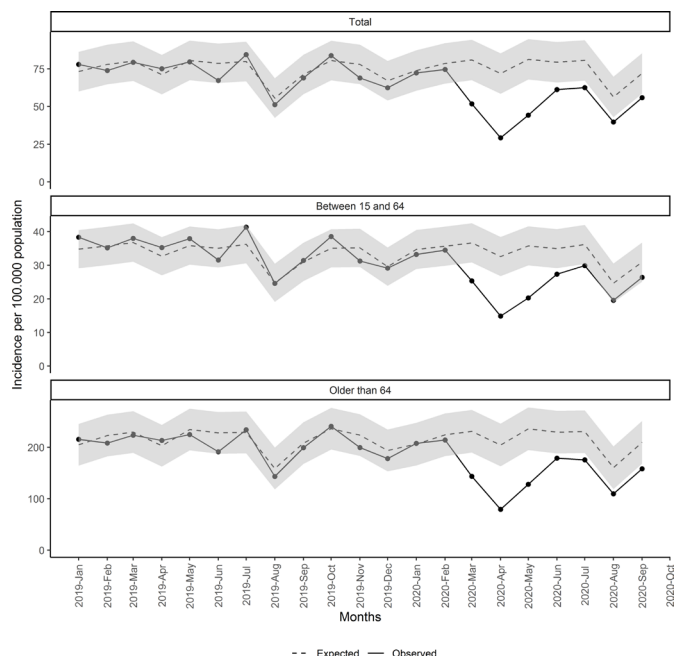 Total
75
50
25
0
Between 15 and 64
40
30
20
10
0
Older than 64
200
100
0
Incidence per 100.000 population
2019-Jan
2019-Feb
2019-Mar
2019-Apr
2019-May
2019-Jun
2019-Jul
2019-Aug
2019-Sep
2019-Oct
2019-Nov
2019-Dec
2020-Jan
2020-Feb
2020-Mar
2020-Apr
2020-May
2020-Jun
2020-Jul
2020-Aug
2020-Sep
2020-Oct
Months
Expected Observed